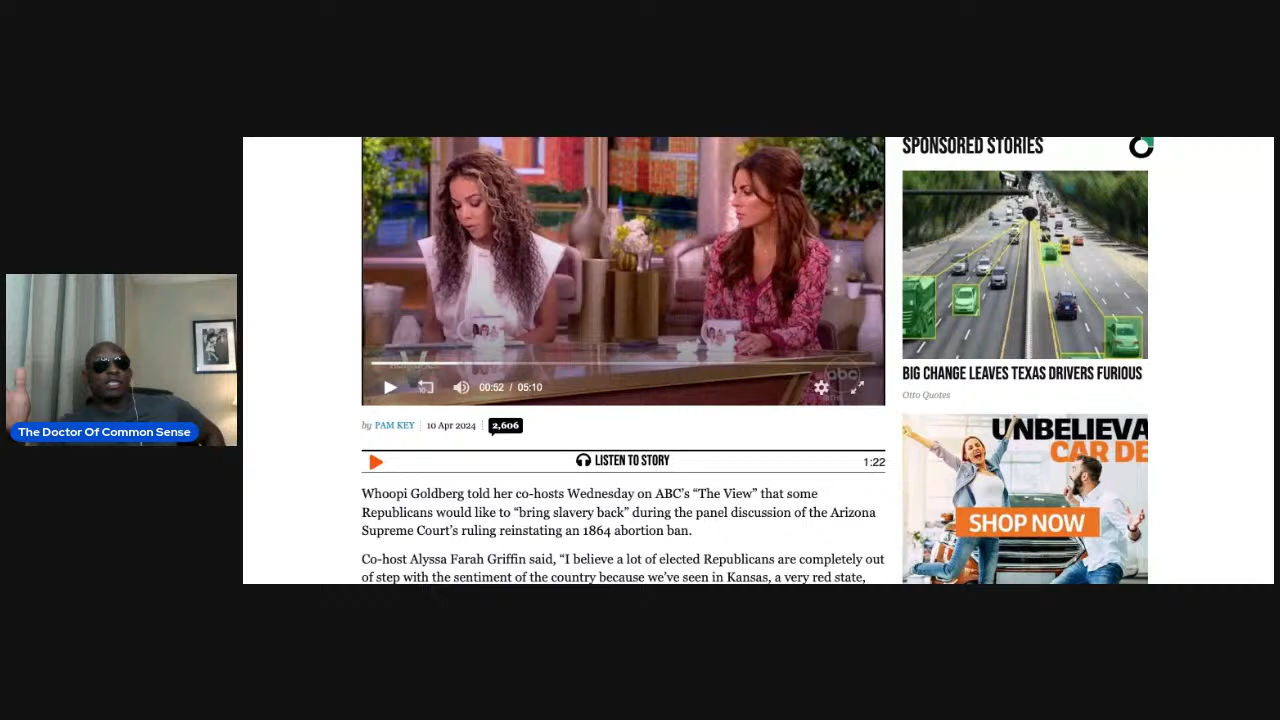 The Doctor Of Common Sense
00:52 / 05:10
abc
by PAM KEY 10 Apr 2024 2,606
LISTEN TO STORY
1:22
Whoopi Goldberg told her co-hosts Wednesday on ABC’s “The View” that some
Republicans would like to “bring slavery back” during the panel discussion of the Arizona
Supreme Court’s ruling reinstating an 1864 abortion ban.
Co-host Alyssa Farah Griffin said, “I believe a lot of elected Republicans are completely out
of step with the sentiment of the country because we’ve seen in Kansas, a very red state,
SPONSORED STORIES
BIG CHANGE LEAVES TEXAS DRIVERS FURIOUS
Otto Quotes
UNBELIEVA
CAR DE
SHOP NOW